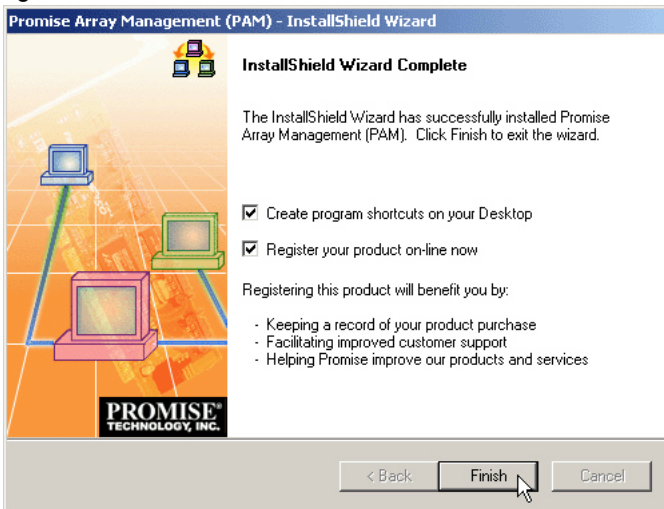 Promise Array Management (PAM) - InstallShield Wizard
InstallShield Wizard Complete
The InstallShield Wizard has successfully installed Promise
Array Management (PAM). Click Finish to exit the wizard.
Create program shortcuts on your Desktop
Register your product on-line now
Registering this product will benefit you by:
- Keeping a record of your product purchase
- Facilitating improved customer support
- Helping Promise improve our products and services
PROMISE®
TECHNOLOGY, INC.
< Back Finish Cancel